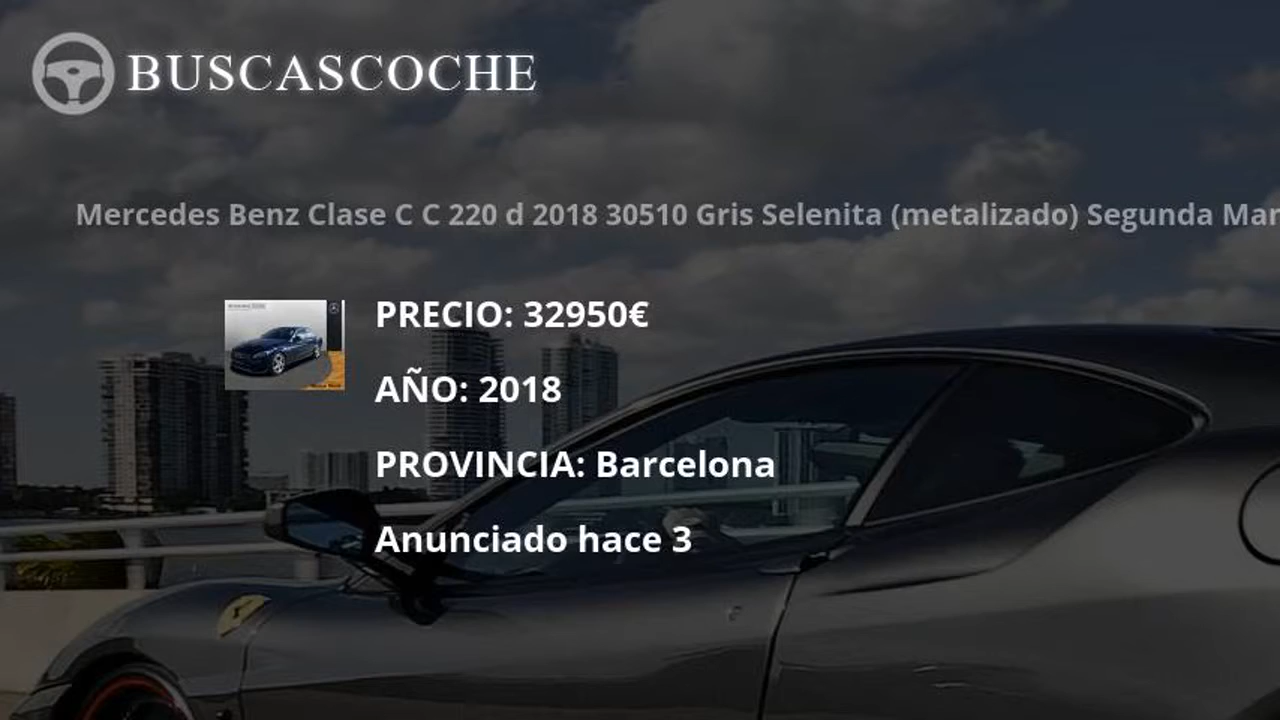 BUSCASCOCHE
Mercedes Benz Clase C C 220 d 2018 30510 Gris Selenita (metalizado) Segunda
PRECIO: 32950€
AÑO: 2018
PROVINCIA: Barcelona
Anunciado hace 3